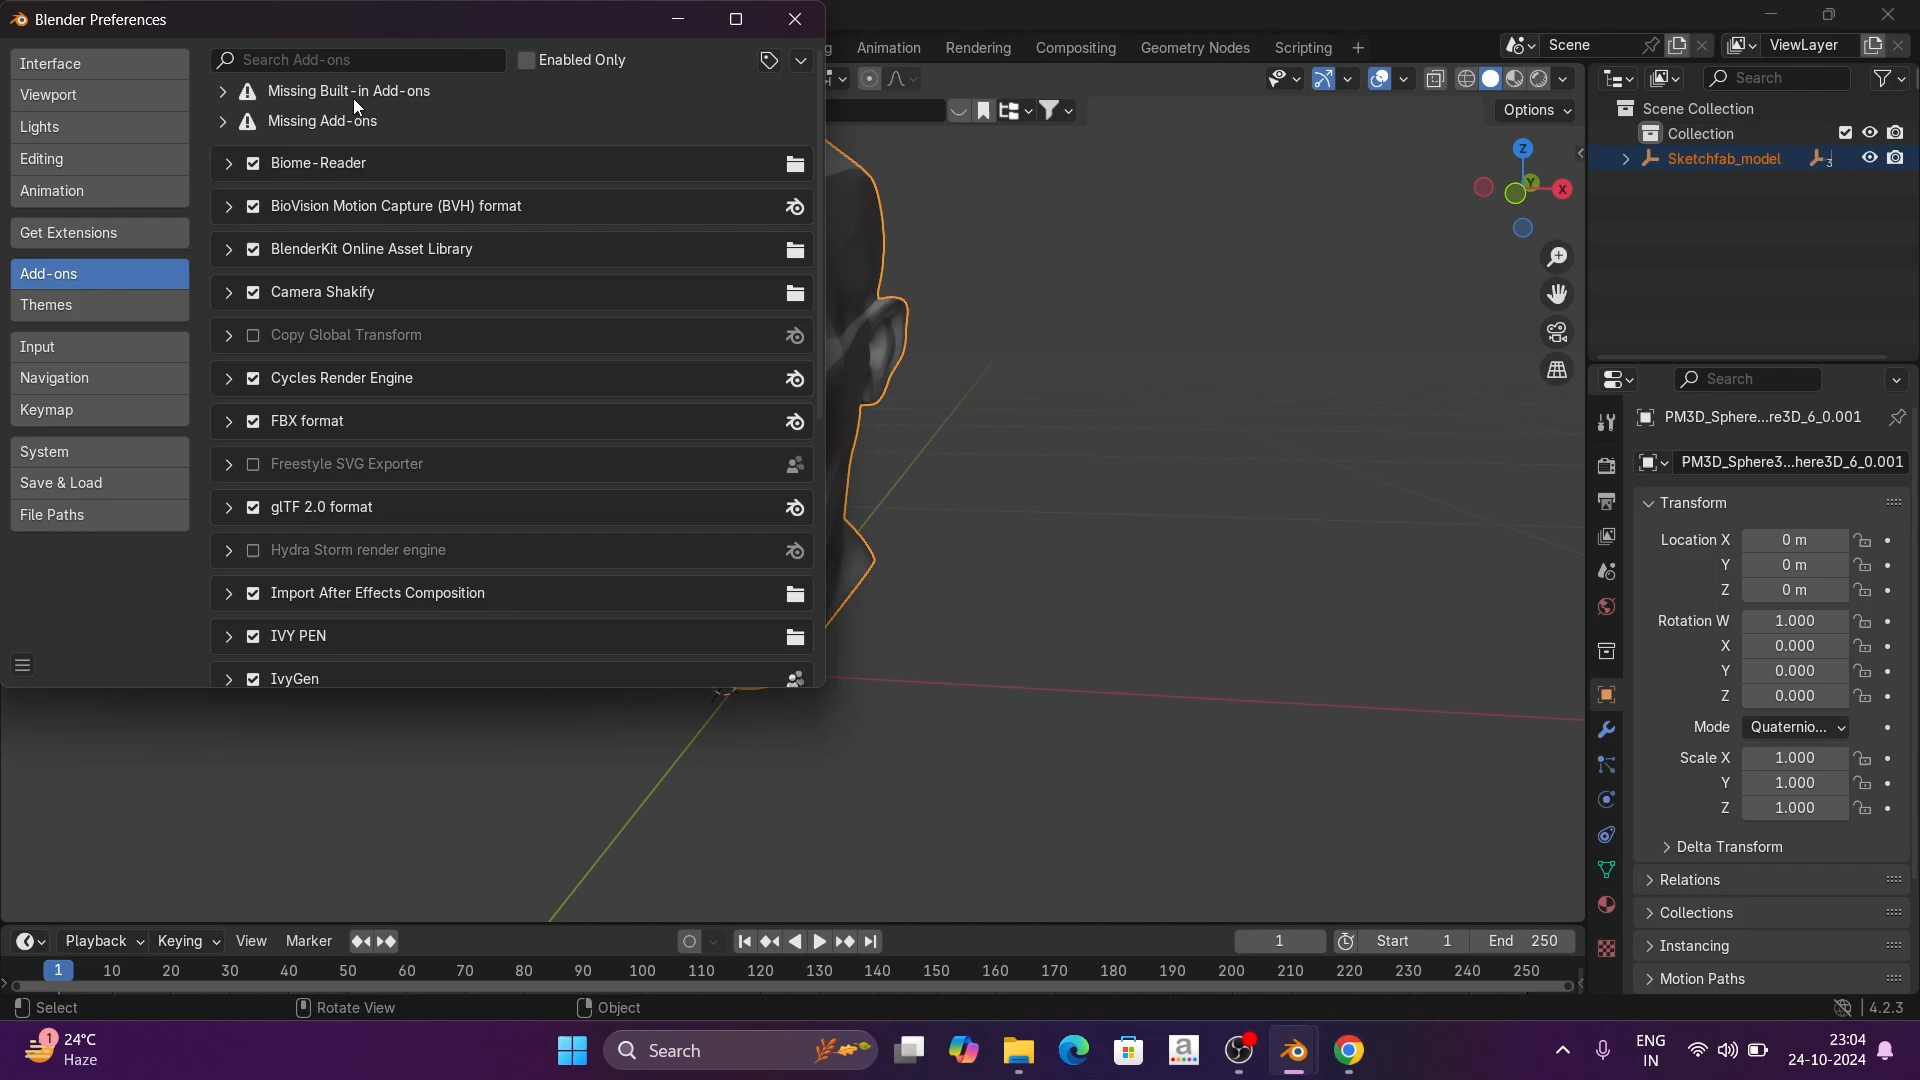 Blender Preferences
Interface
Viewport
Lights
Editing
Animation
Get Extensions
Add-ons
Themes
Input
Navigation
Keymap
System
Save & Load
File Paths
Search Add-ons
Enabled Only
Missing Built-in Add-ons
Missing Add-ons
Biome-Reader
BioVision Motion Capture (BVH) format
BlenderKit Online Asset Library
Camera Shakify
Copy Global Transform
Cycles Render Engine
FBX format
Freestyle SVG Exporter
glTF 2.0 format
Hydra Storm render engine
Import After Effects Composition
IVY PEN
IvyGen
Animation Rendering Compositing Geometry Nodes Scripting
Scene
ViewLayer
Options
Z
Y
X
Search
Scene Collection
Collection
Sketchfab_model
3
Search
PM3D_Sphere...re3D_6_0.001
PM3D_Sphere3...here3D_6_0.001
Transform
Location X 0 m
Y 0 m
Z 0 m
Rotation W 1.000
X 0.000
Y 0.000
Z 0.000
Mode Quaternio...
Scale X 1.000
Y 1.000
Z 1.000
Delta Transform
Relations
Collections
Instancing
Motion Paths
Playback Keying View Marker
1 Start 1 End 250
1 10 20 30 40 50 60 70 80 90 100 110 120 130 140 150 160 170 180 190 200 210 220 230 240 250
Select Rotate View Object
4.2.3
1
24°C
Haze
Search
a
ENG
IN
23:04
24-10-2024